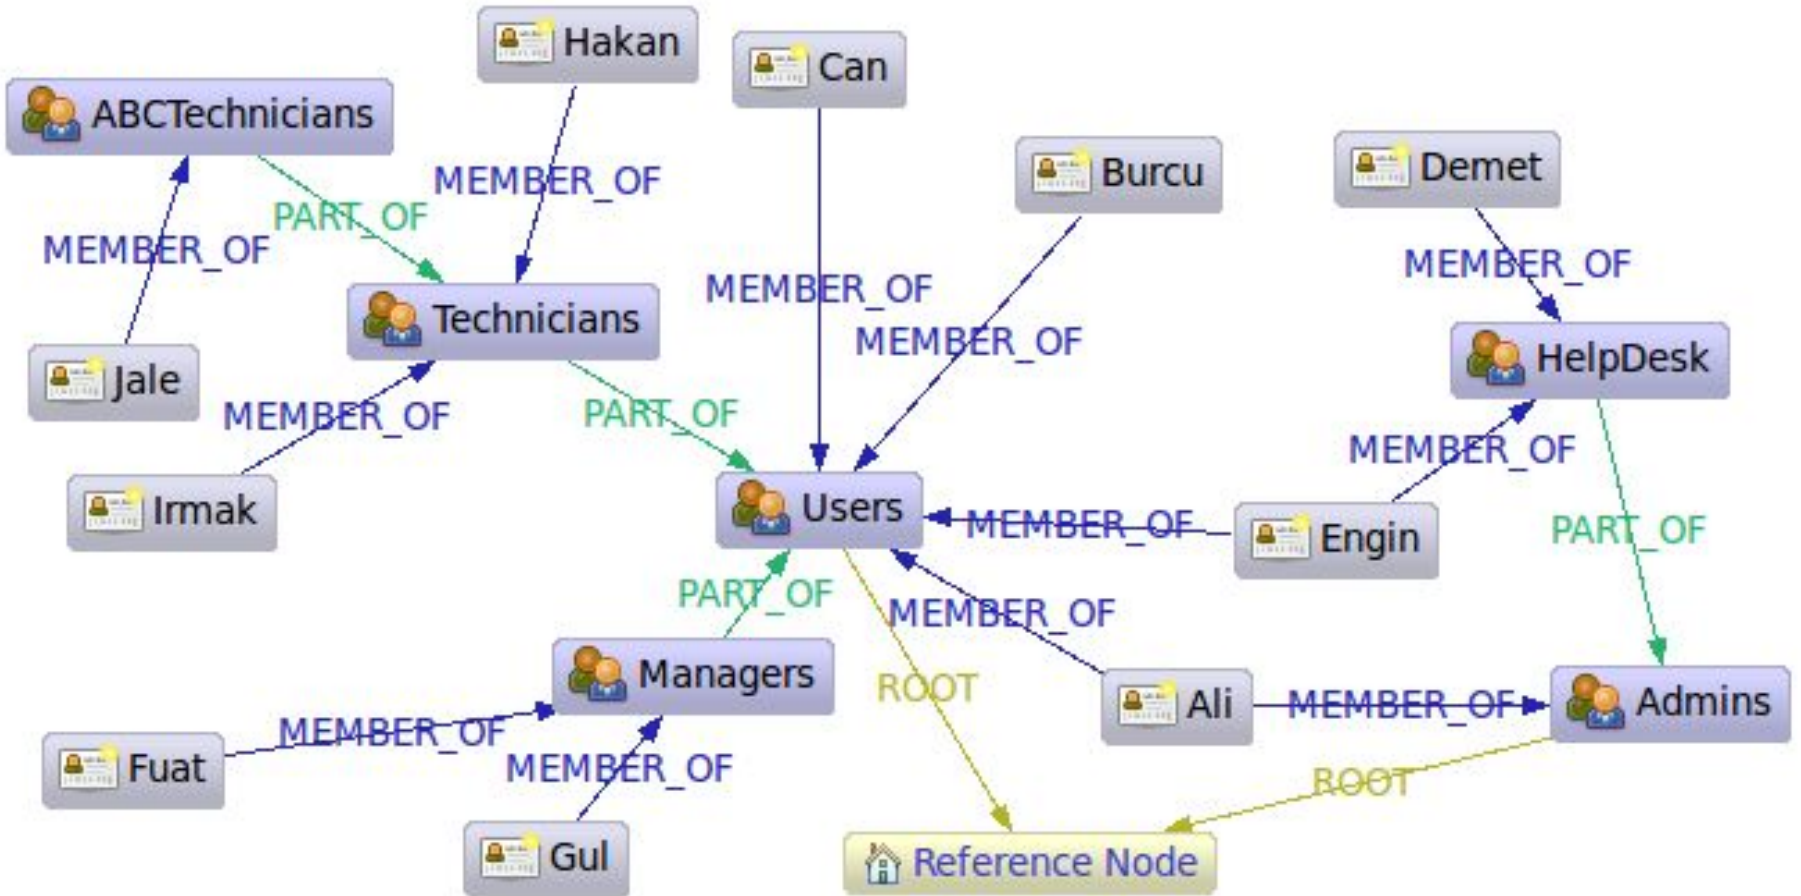 Hakan
Can
ABCTechnicians
Burcu
Demet
MEMBER_OF
PART_OF
MEMBER_OF
MEMBER_OF
MEMBER_OF
Technicians
MEMBER_OF
HelpDesk
Jale
MEMBER_OF
PART_OF
MEMBER_OF
Irmak
Users
MEMBER_OF
Engin
PART_OF
PART_OF
MEMBER_OF
Managers
ROOT
Ali
MEMBER_OF
Admins
MEMBER_OF
Fuat
MEMBER_OF
ROOT
Gul
Reference Node